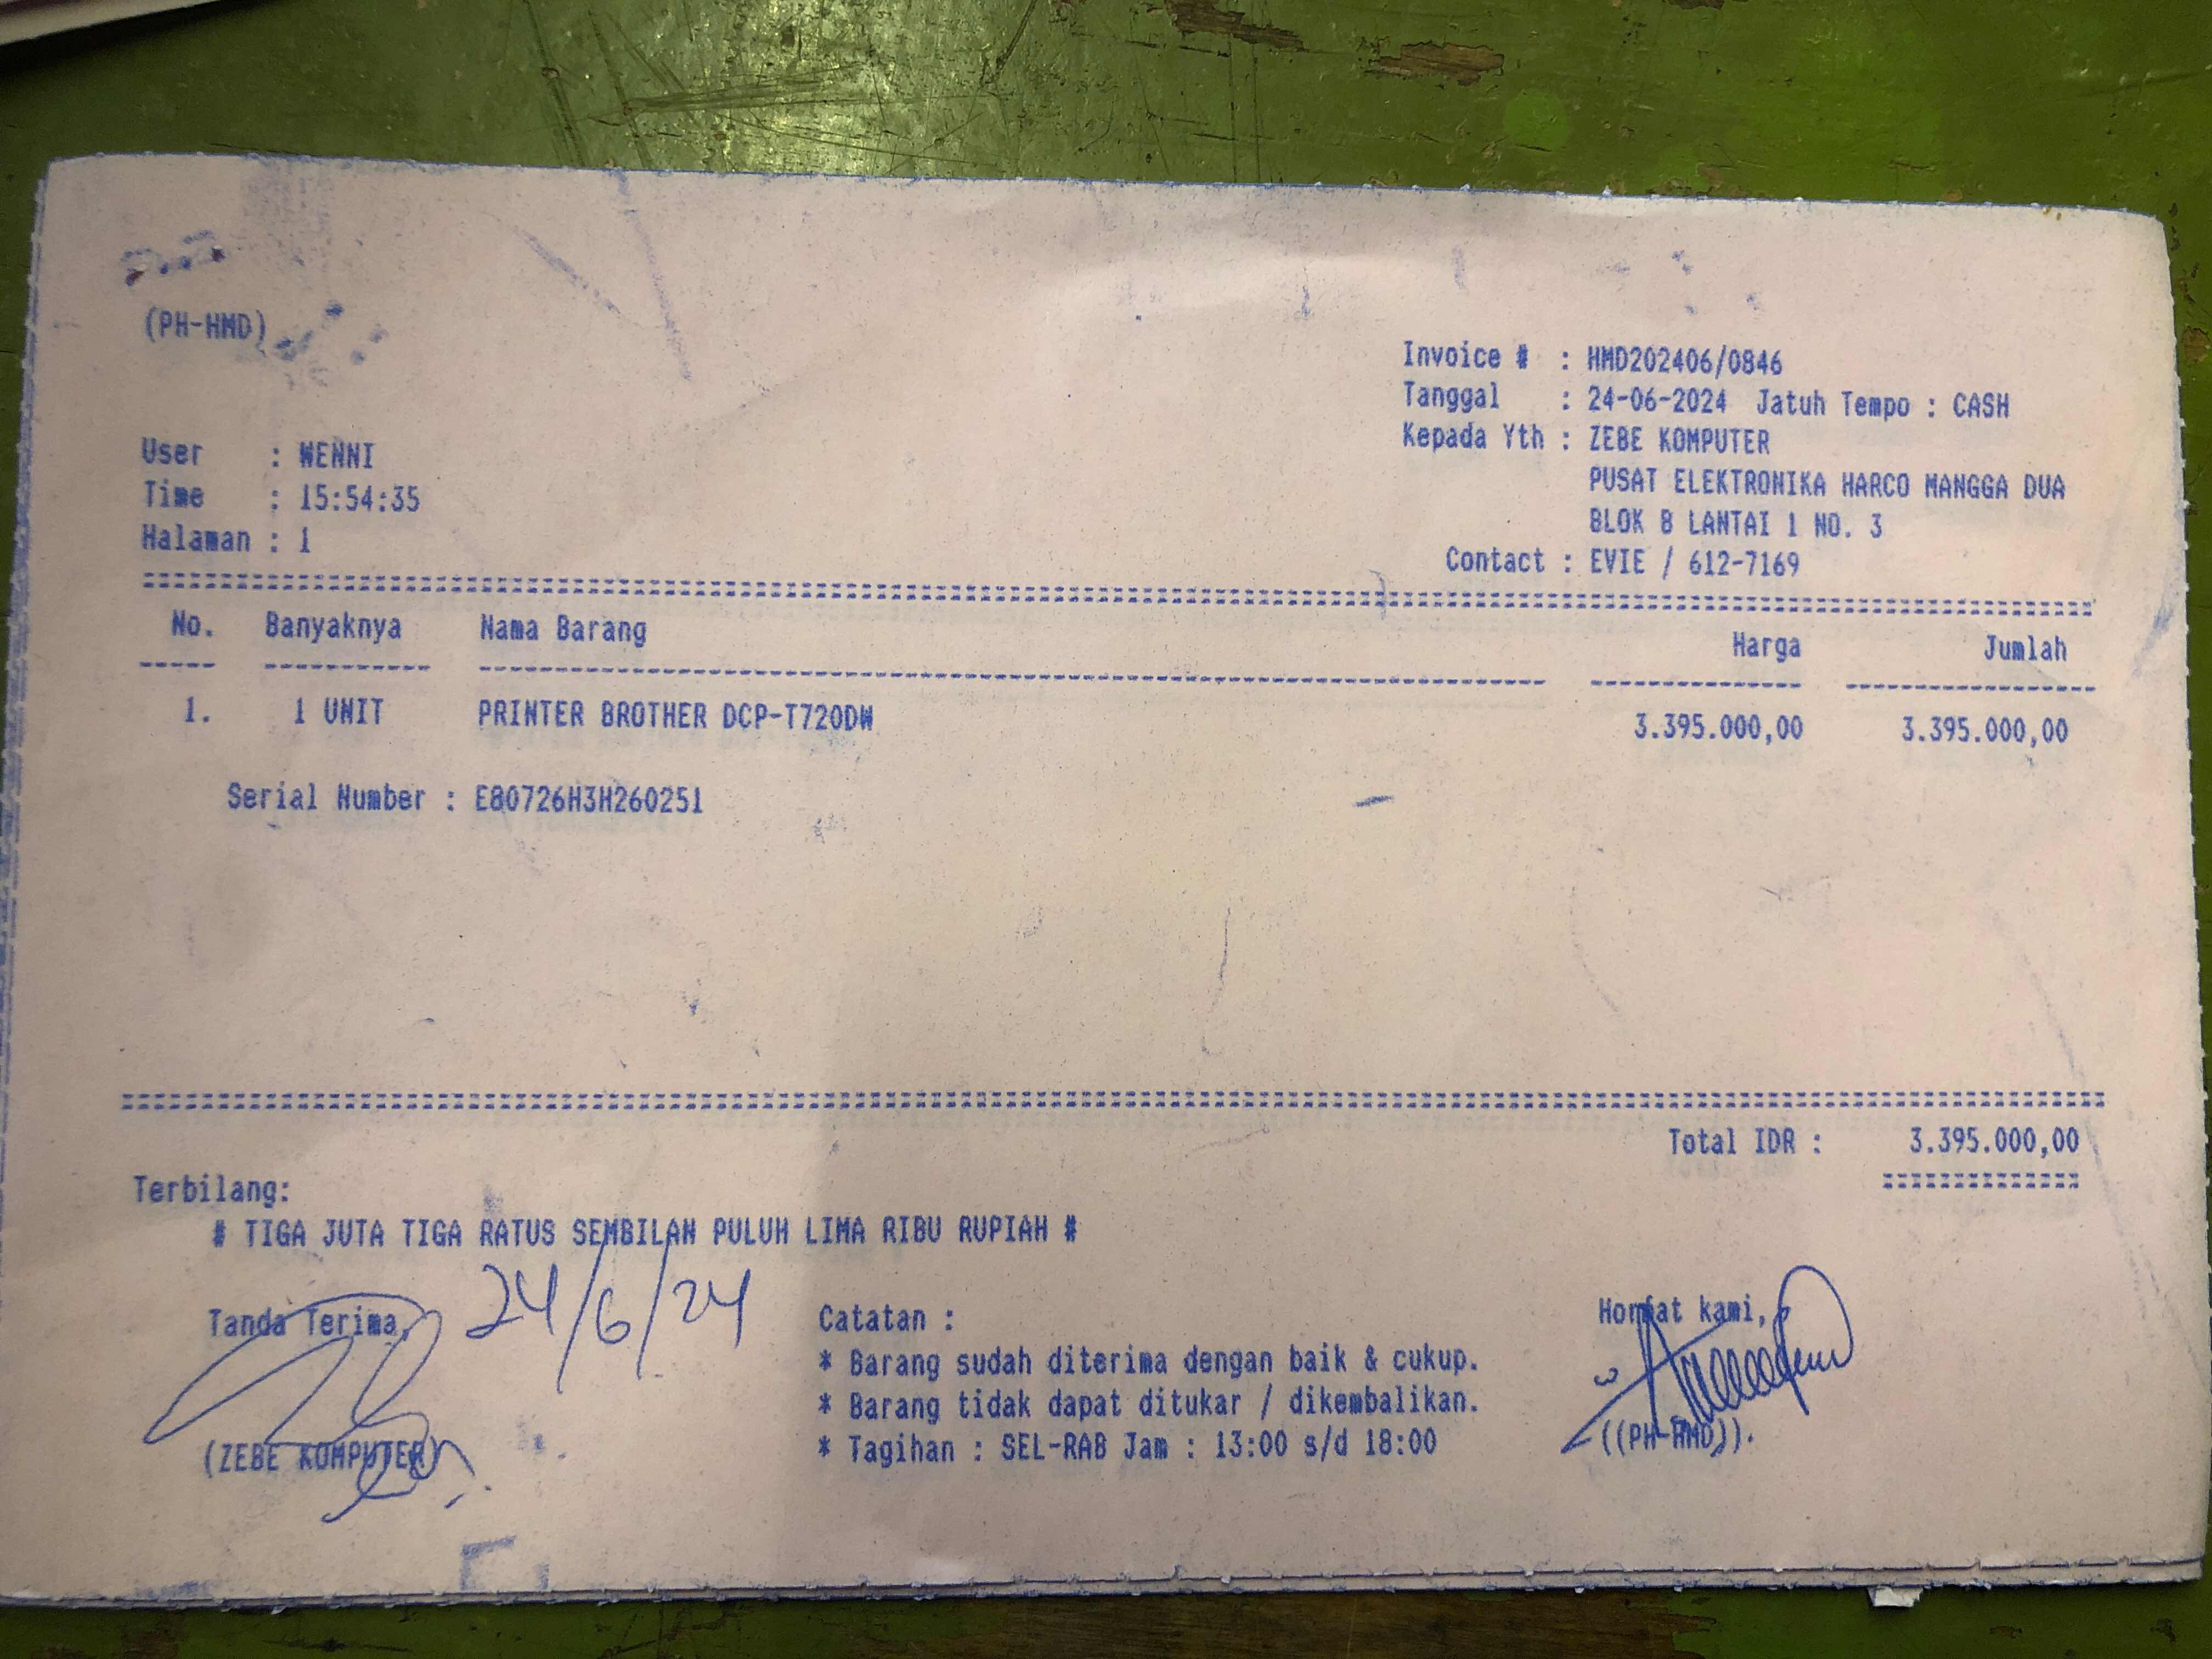 (PH-HMD)
Invoice # : HMD202406/0846
Tanggal : 24-06-2024 Jatuh Tempo : CASH
Kepada Yth : ZEBE KOMPUTER
PUSAT ELEKTRONIKA HARCO MANGGA DUA
BLOK B LANTAI 1 NO. 3
Contact : EVIE / 612-7169
User : WENNI
Time : 15:54:35
Halaman : 1
No. Banyaknya Nama Barang Harga Jumlah
1. 1 UNIT PRINTER BROTHER DCP-T720DW 3.395.000,00 3.395.000,00
Serial Number : E80726H3H260251
Total IDR : 3.395.000,00
Terbilang:
# TIGA JUTA TIGA RATUS SEMBILAN PULUH LIMA RIBU RUPIAH #
Tanda Terima, 24/6/24
(ZEBE KOMPUTER)
Catatan :
* Barang sudah diterima dengan baik & cukup.
* Barang tidak dapat ditukar / dikembalikan.
* Tagihan : SEL-RAB Jam : 13:00 s/d 18:00
Hormat kami,
((PH-HMD)).